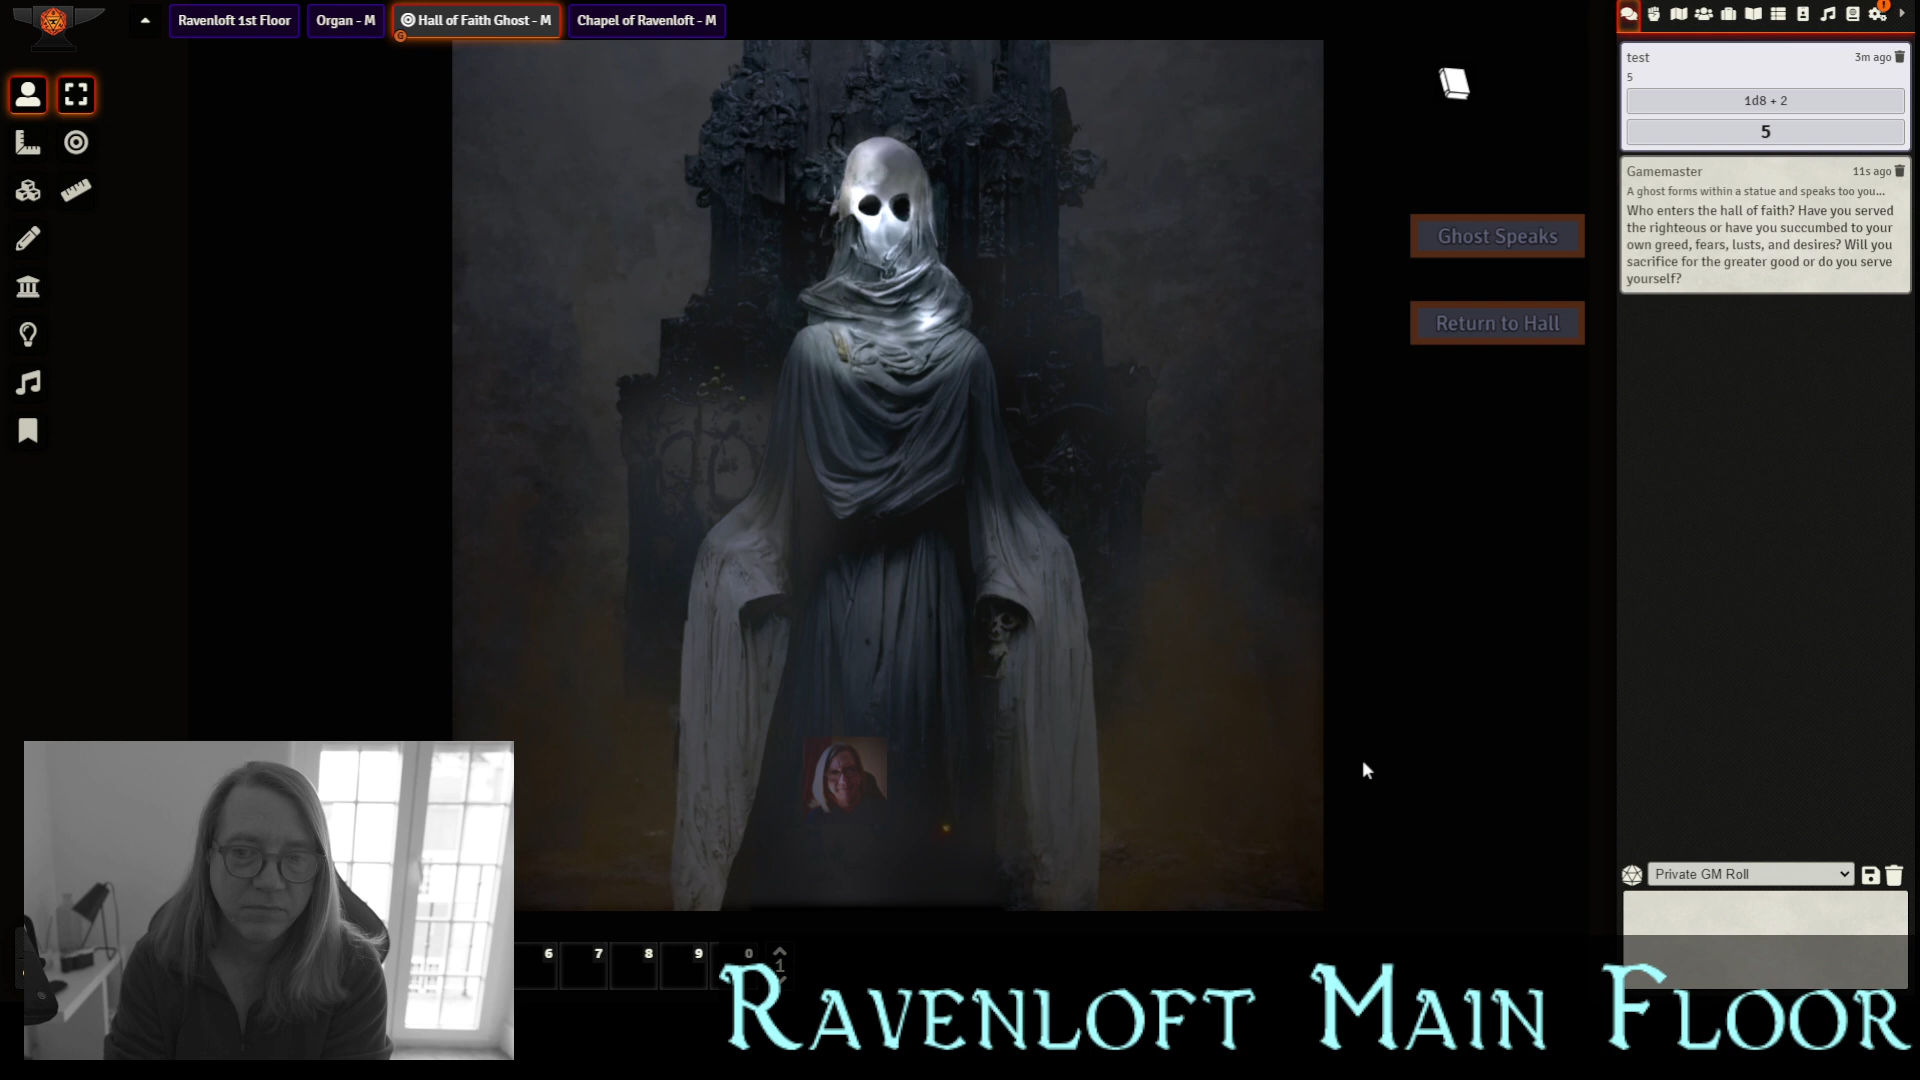 Ravenloft 1st Floor
Organ - M
Hall of Faith Ghost - M
G
Chapel of Ravenloft - M
test
3m ago
5
1d8 + 2
5
Gamemaster
11s ago
A ghost forms within a statue and speaks too you...
Who enters the hall of faith? Have you served
the righteous or have you succumbed to your
own greed, fears, lusts, and desires? Will you
sacrifice for the greater good or do you serve
yourself?
Ghost Speaks
Return to Hall
Private GM Roll
6
7
8
9
0
1
Ravenloft Main Floor